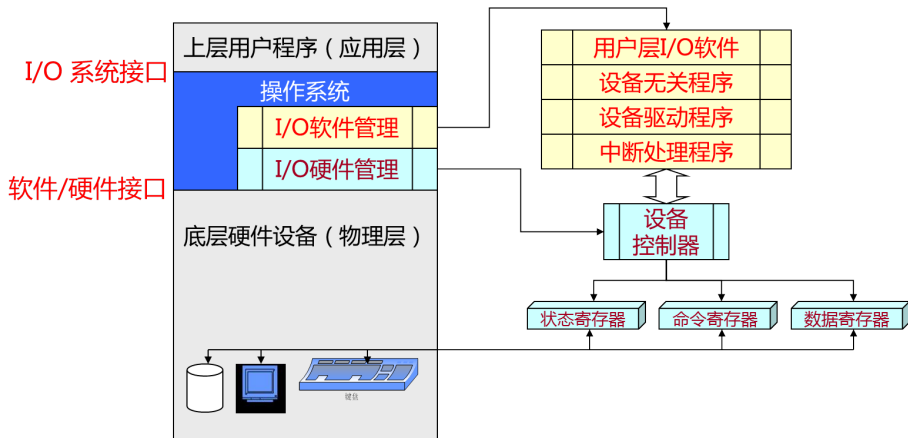 上层用户程序（应用层）
I/O 系统接口
操作系统
I/O软件管理
I/O硬件管理
软件/硬件接口
底层硬件设备（物理层）
键盘
用户层I/O软件
设备无关程序
设备驱动程序
中断处理程序
设备
控制器
状态寄存器
命令寄存器
数据寄存器